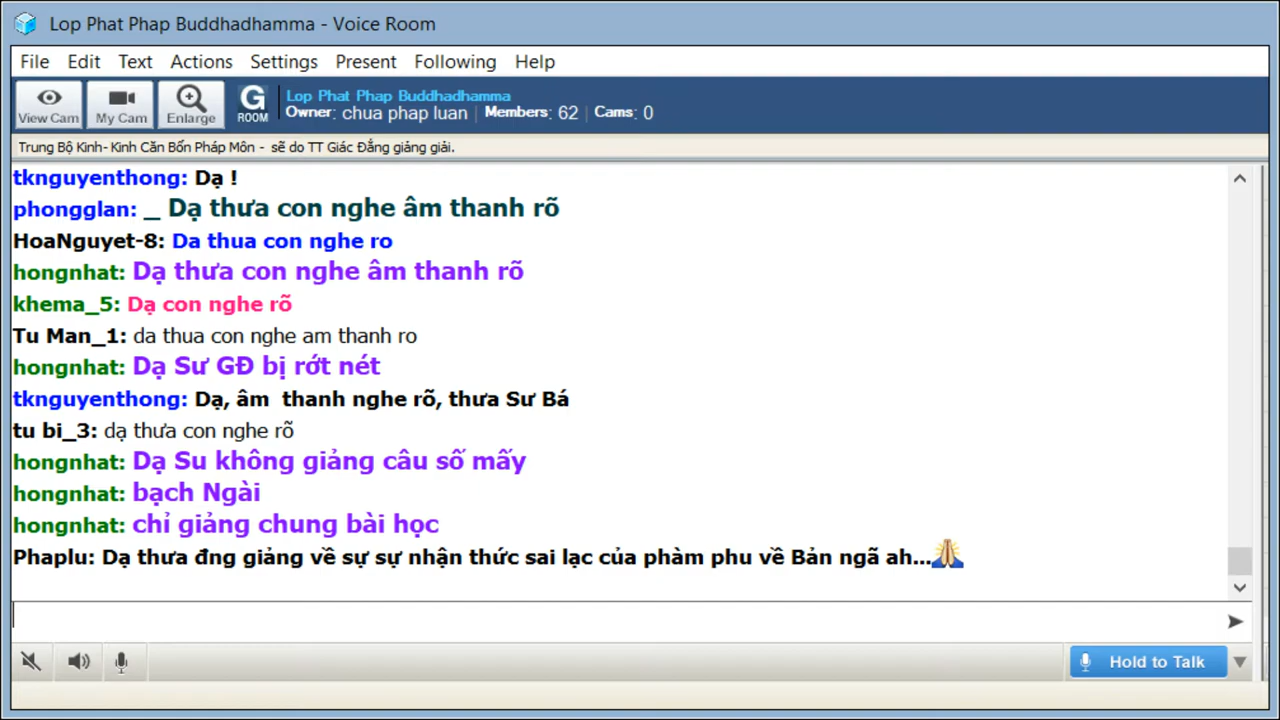 Lop Phat Phap Buddhadhamma - Voice Room
File Edit Text Actions Settings Present Following Help
View Cam My Cam Enlarge G ROOM Lop Phat Phap Buddhadhamma
Owner: chua phap luan | Members: 62 | Cams: 0
Trung Bộ Kinh- Kinh Căn Bổn Pháp Môn - sẽ do TT Giác Đẳng giảng giải.
tknguyenthong: Dạ !
phongglan: _ Dạ thưa con nghe âm thanh rõ
HoaNguyet-8: Da thua con nghe ro
hongnhat: Dạ thưa con nghe âm thanh rõ
khema_5: Dạ con nghe rõ
Tu Man_1: da thua con nghe am thanh ro
hongnhat: Dạ Sư GĐ bị rớt nét
tknguyenthong: Dạ, âm  thanh nghe rõ, thưa Sư Bá
tu bi_3: dạ thưa con nghe rõ
hongnhat: Dạ Su không giảng câu số mấy
hongnhat: bạch Ngài
hongnhat: chỉ giảng chung bài học
Phaplu: Dạ thưa đng giảng về sự sự nhận thức sai lạc của phàm phu về Bản ngã ah...🙏
Hold to Talk